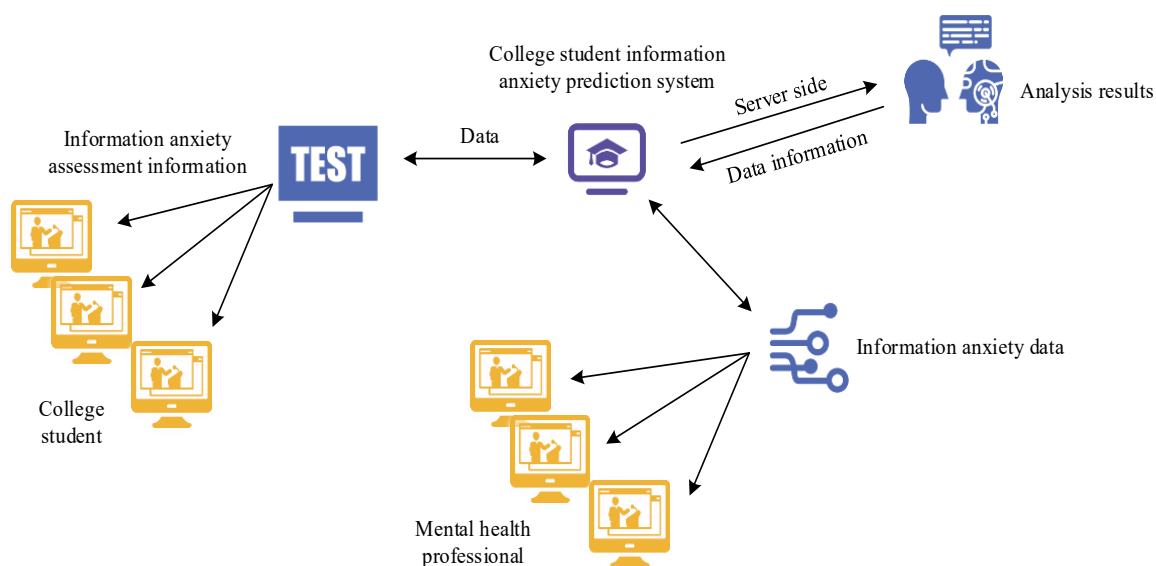 College student information
anxiety prediction system
Server side
Analysis results
Data information
Information anxiety
assessment information
TEST
Data
College
student
Information anxiety data
Mental health
professional